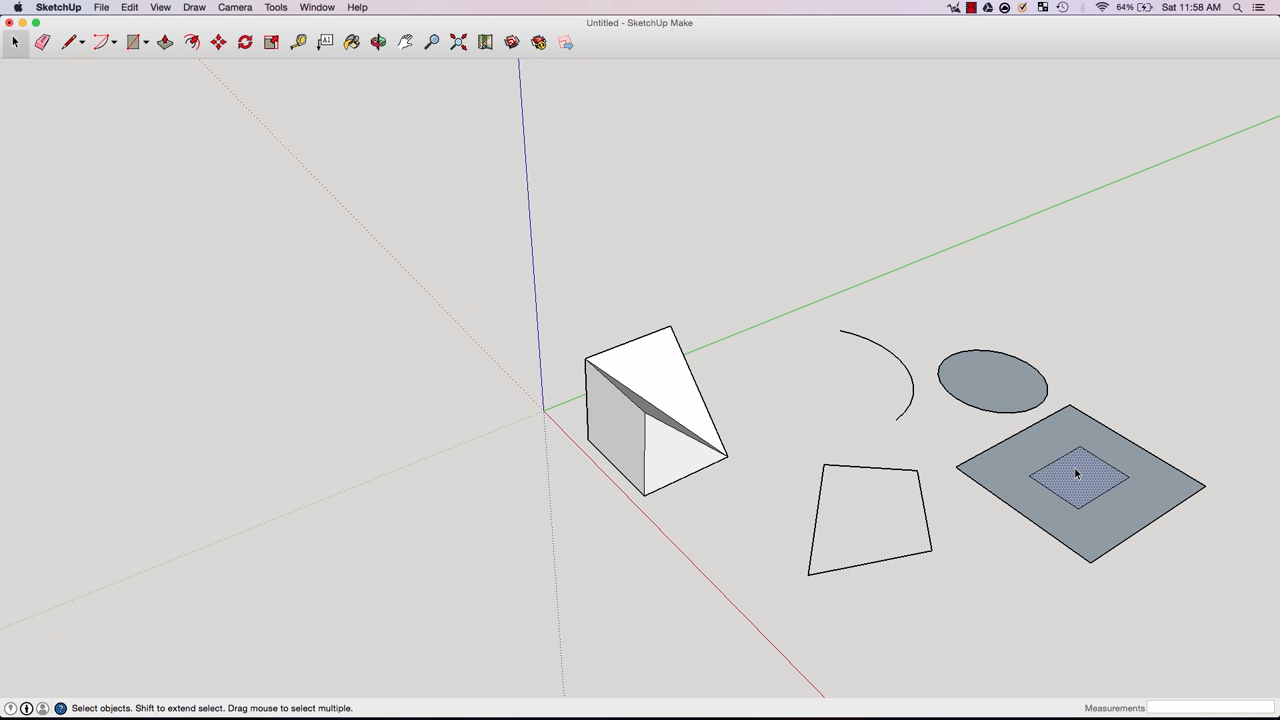 SketchUp File Edit View Draw Camera Tools Window Help 64% Sat 11:58 AM
Untitled - SketchUp Make
A1
Select objects. Shift to extend select. Drag mouse to select multiple. Measurements